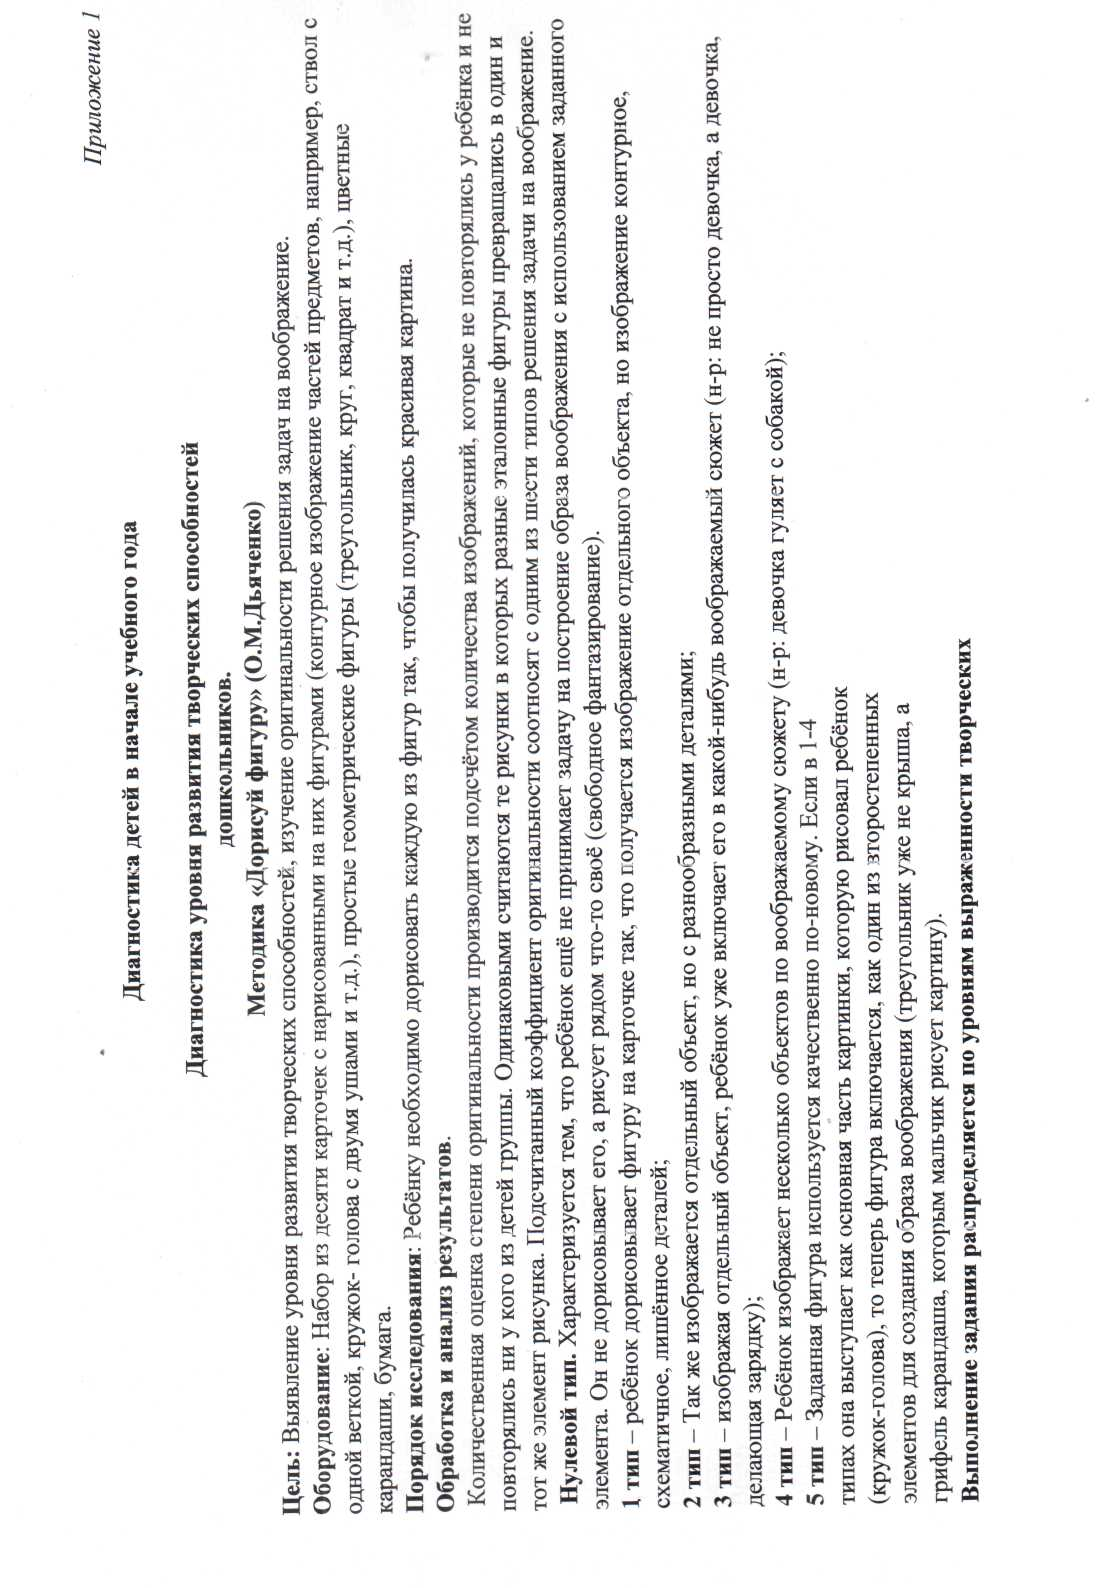 Приложение 1
Диагностика детей в начале учебного года
Диагностика уровня развития творческих способностей
дошкольников.
Методика «Дорисуй фигуру» (О.М.Дьяченко)
Цель: Выявление уровня развития творческих способностей, изучение оригинальности решения задач на воображение.
Оборудование: Набор из десяти карточек с нарисованными на них фигурами (контурное изображение частей предметов, например, ствол с
одной веткой, кружок- голова с двумя ушами и т.д.), простые геометрические фигуры (треугольник, круг, квадрат и т.д.), цветные
карандаши, бумага.
Порядок исследования: Ребёнку необходимо дорисовать каждую из фигур так, чтобы получилась красивая картина.
Обработка и анализ результатов.
Количественная оценка степени оригинальности производится подсчётом количества изображений, которые не повторялись у ребёнка и не
повторялись ни у кого из детей группы. Одинаковыми считаются те рисунки в которых разные эталонные фигуры превращались в один и
тот же элемент рисунка. Подсчитанный коэффициент оригинальности соотносят с одним из шести типов решения задачи на воображение.
Нулевой тип. Характеризуется тем, что ребёнок ещё не принимает задачу на построение образа воображения с использованием заданного
элемента. Он не дорисовывает его, а рисует рядом что-то своё (свободное фантазирование).
1 тип – ребёнок дорисовывает фигуру на карточке так, что получается изображение отдельного объекта, но изображение контурное,
схематичное, лишённое деталей;
2 тип – Так же изображается отдельный объект, но с разнообразными деталями;
3 тип – изображая отдельный объект, ребёнок уже включает его в какой-нибудь воображаемый сюжет (н-р: не просто девочка, а девочка,
делающая зарядку);
4 тип – Ребёнок изображает несколько объектов по воображаемому сюжету (н-р: девочка гуляет с собакой);
5 тип – Заданная фигура используется качественно по-новому. Если в 1-4
типах она выступает как основная часть картинки, которую рисовал ребёнок
(кружок-голова), то теперь фигура включается, как один из второстепенных
элементов для создания образа воображения (треугольник уже не крыша, а
грифель карандаша, которым мальчик рисует картину).
Выполнение задания распределяется по уровням выраженности творческих